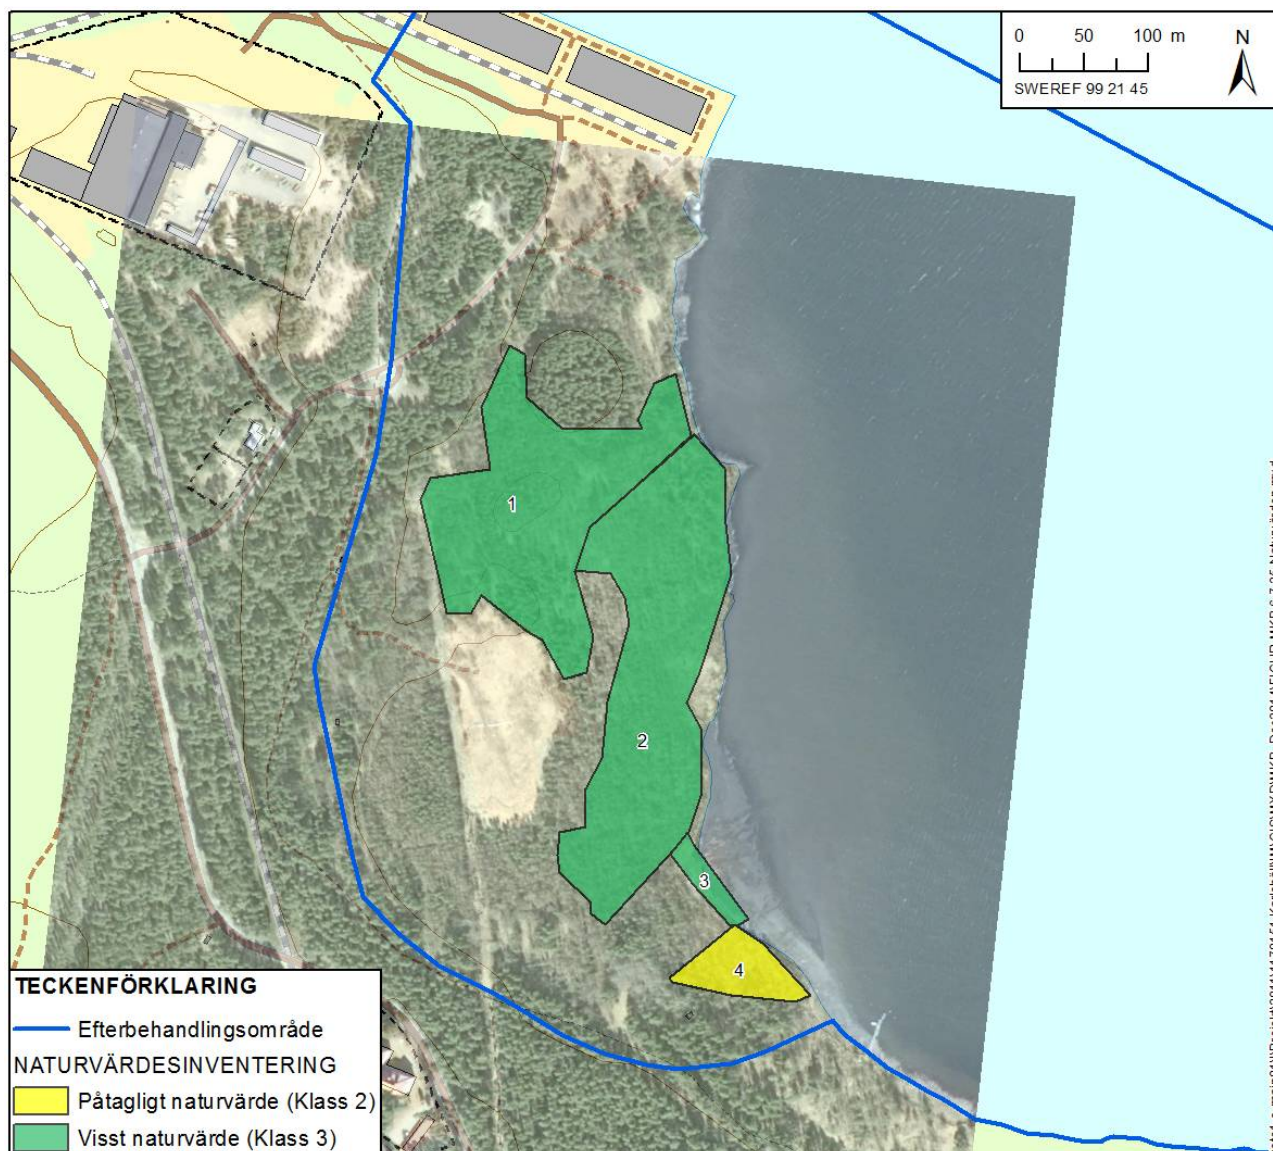 0 50 100 m
SWEREF 99 21 45
N
1
2
3
4
TECKENFÖRKLARING
Efterbehandlingsområde
NATURVÄRDESINVENTERING
Påtagligt naturvärde (Klass 2)
Visst naturvärde (Klass 3)